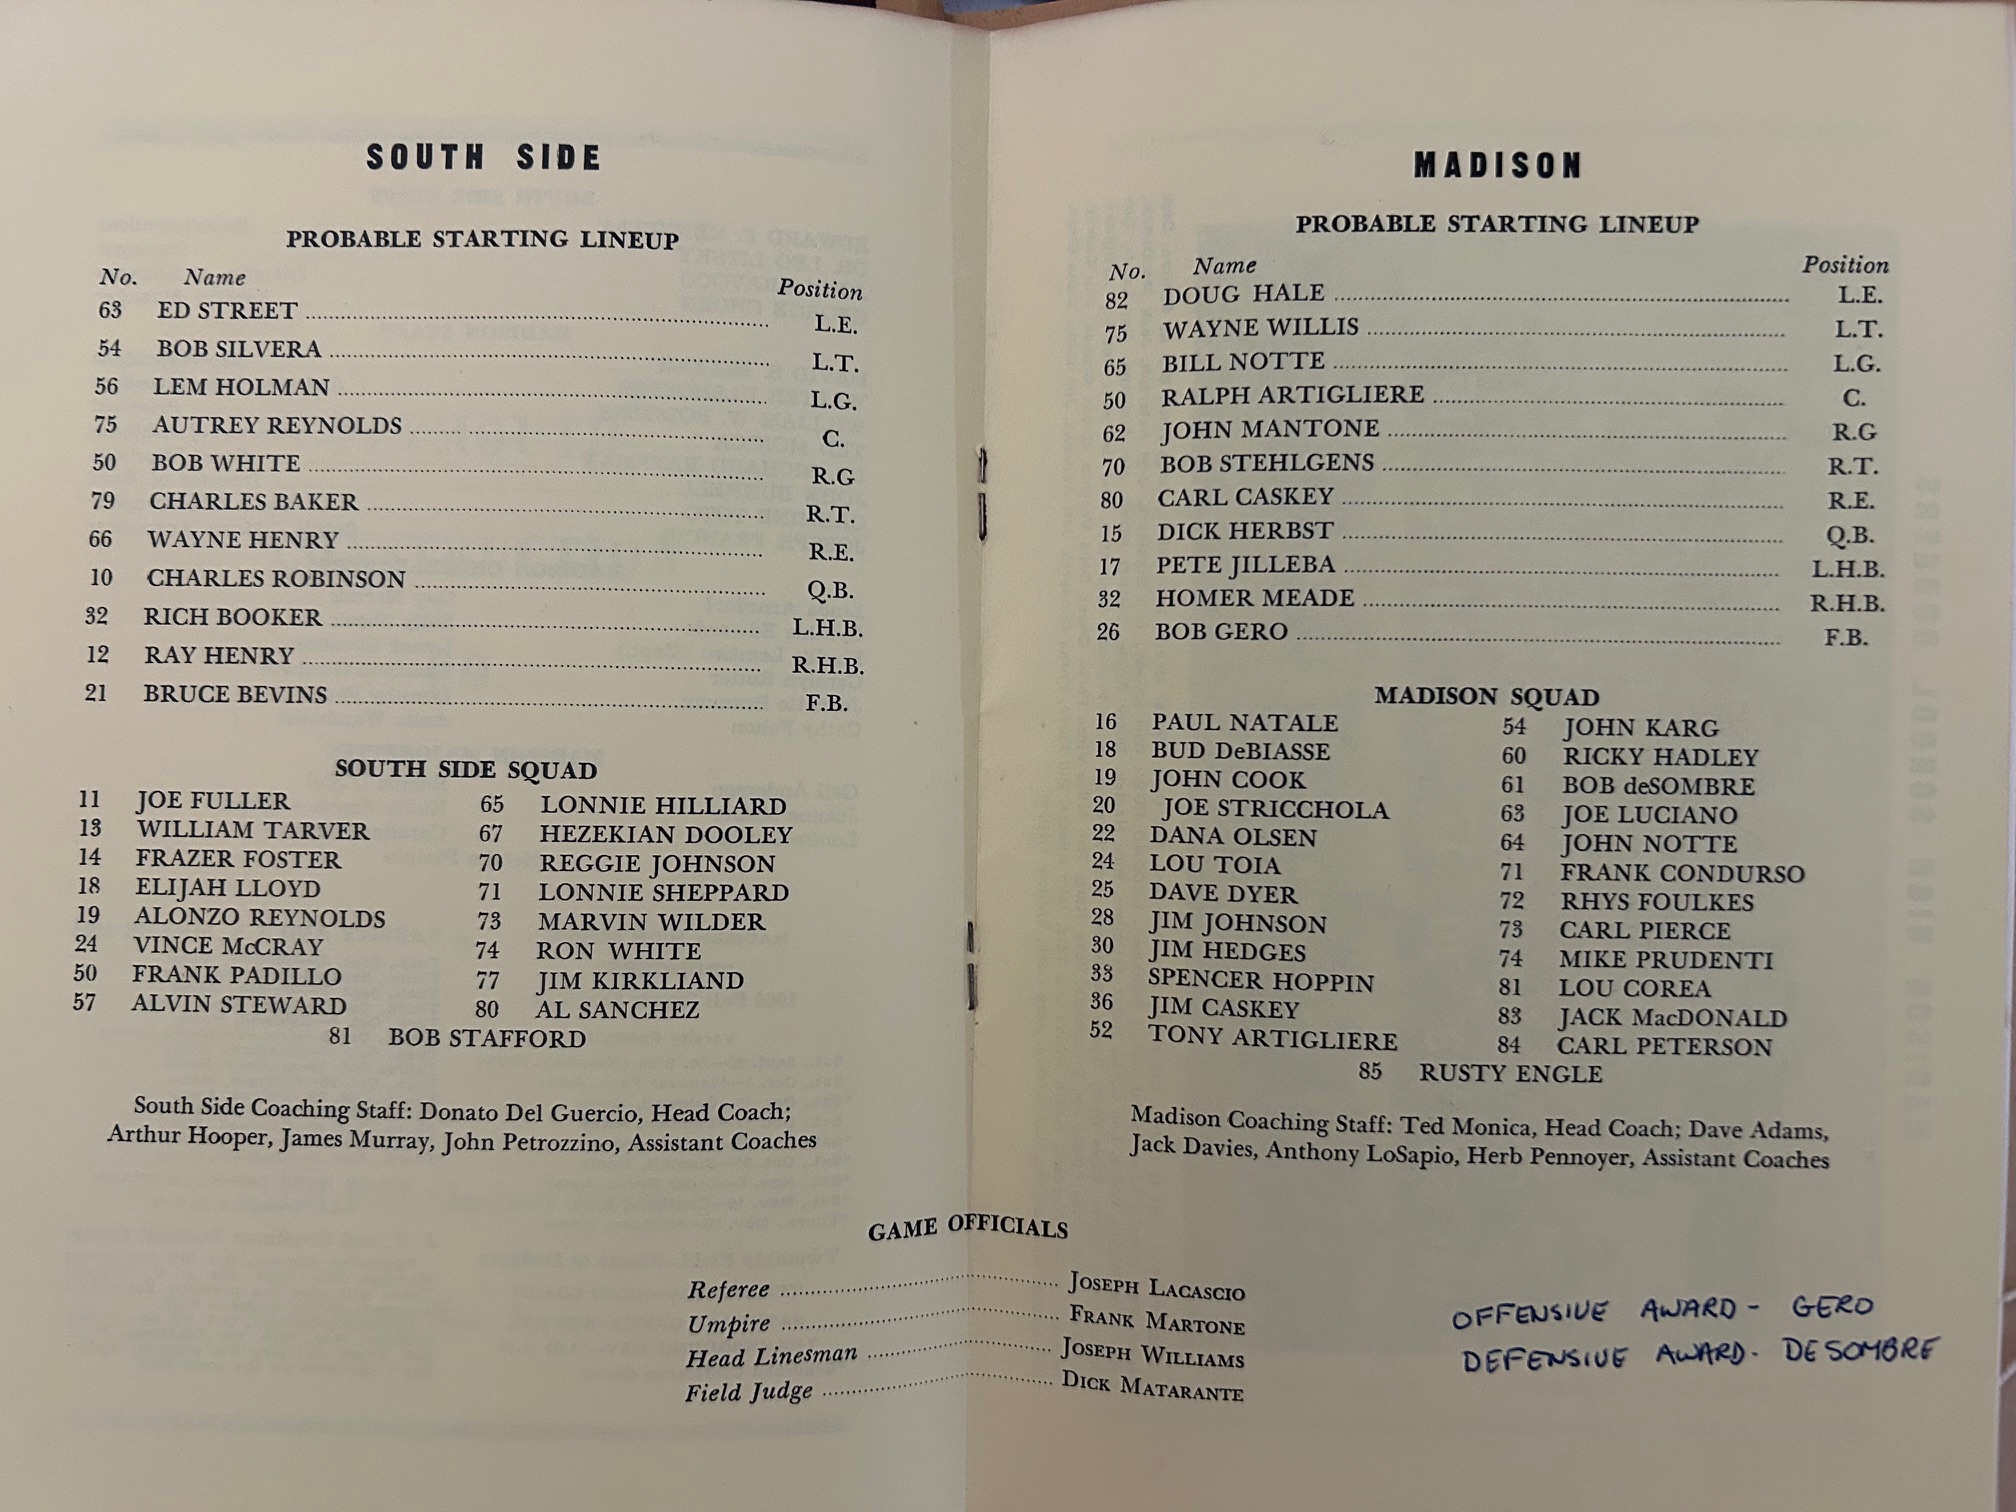 SOUTH SIDE
PROBABLE STARTING LINEUP
No. Name Position
63 ED STREET L.E.
54 BOB SILVERA L.T.
56 LEM HOLMAN L.G.
75 AUTREY REYNOLDS C.
50 BOB WHITE R.G
79 CHARLES BAKER R.T.
66 WAYNE HENRY R.E.
10 CHARLES ROBINSON Q.B.
32 RICH BOOKER L.H.B.
12 RAY HENRY R.H.B.
21 BRUCE BEVINS F.B.
SOUTH SIDE SQUAD
11 JOE FULLER 65 LONNIE HILLIARD
13 WILLIAM TARVER 67 HEZEKIAN DOOLEY
14 FRAZER FOSTER 70 REGGIE JOHNSON
18 ELIJAH LLOYD 71 LONNIE SHEPPARD
19 ALONZO REYNOLDS 73 MARVIN WILDER
24 VINCE McCRAY 74 RON WHITE
50 FRANK PADILLO 77 JIM KIRKLIAND
57 ALVIN STEWARD 80 AL SANCHEZ
81 BOB STAFFORD
South Side Coaching Staff: Donato Del Guercio, Head Coach;
Arthur Hooper, James Murray, John Petrozzino, Assistant Coaches
MADISON
PROBABLE STARTING LINEUP
No. Name Position
82 DOUG HALE L.E.
75 WAYNE WILLIS L.T.
65 BILL NOTTE L.G.
50 RALPH ARTIGLIERE C.
62 JOHN MANTONE R.G
70 BOB STEHLGENS R.T.
80 CARL CASKEY R.E.
15 DICK HERBST Q.B.
17 PETE JILLEBA L.H.B.
32 HOMER MEADE R.H.B.
26 BOB GERO F.B.
MADISON SQUAD
16 PAUL NATALE 54 JOHN KARG
18 BUD DeBIASSE 60 RICKY HADLEY
19 JOHN COOK 61 BOB deSOMBRE
20 JOE STRICCHOLA 63 JOE LUCIANO
22 DANA OLSEN 64 JOHN NOTTE
24 LOU TOIA 71 FRANK CONDURSO
25 DAVE DYER 72 RHYS FOULKES
28 JIM JOHNSON 73 CARL PIERCE
30 JIM HEDGES 74 MIKE PRUDENTI
33 SPENCER HOPPIN 81 LOU COREA
36 JIM CASKEY 83 JACK MacDONALD
52 TONY ARTIGLIERE 84 CARL PETERSON
85 RUSTY ENGLE
Madison Coaching Staff: Ted Monica, Head Coach; Dave Adams,
Jack Davies, Anthony LoSapio, Herb Pennoyer, Assistant Coaches
GAME OFFICIALS
Referee JOSEPH LACASCIO
Umpire FRANK MARTONE
Head Linesman JOSEPH WILLIAMS
Field Judge DICK MATARANTE
OFFENSIVE AWARD - GERO
DEFENSIVE AWARD - DESOMBRE